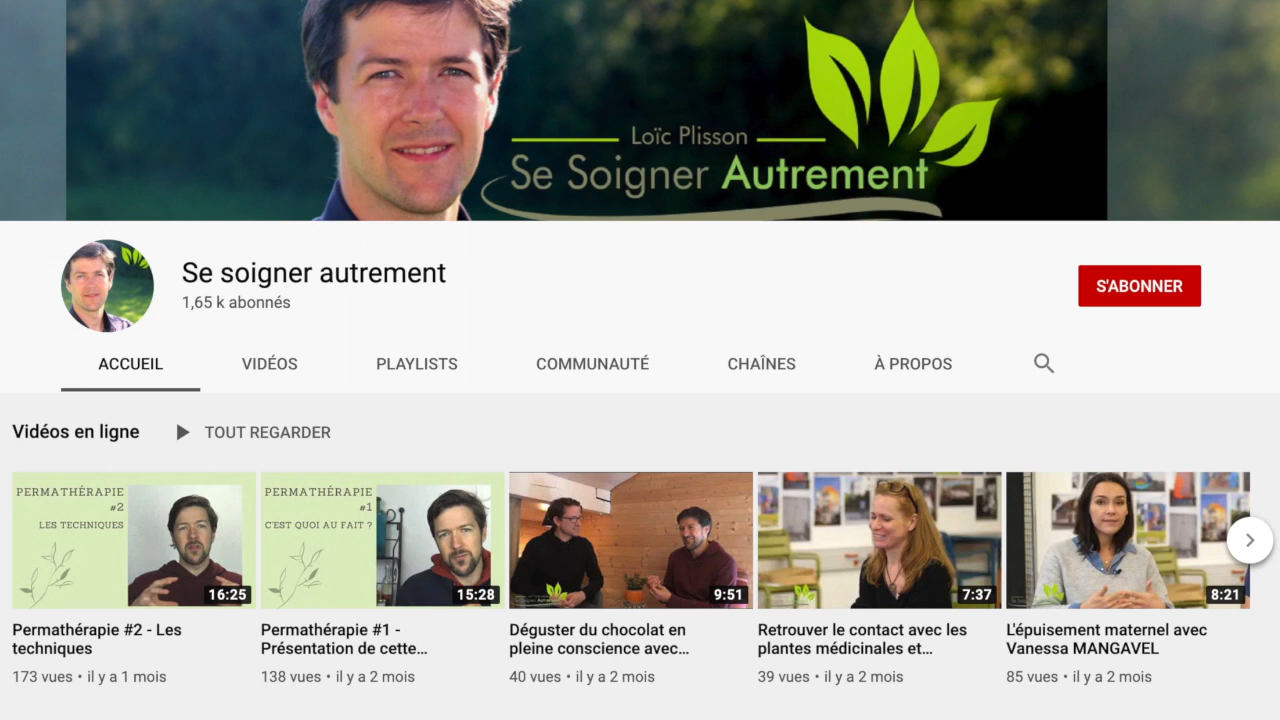 Loïc Plisson
Se Soigner Autrement
Se soigner autrement
1,65 k abonnés
S'ABONNER
ACCUEIL VIDÉOS PLAYLISTS COMMUNAUTÉ CHAÎNES À PROPOS
Vidéos en ligne TOUT REGARDER
PERMATHÉRAPIE
#2
LES TECHNIQUES
16:25
PERMATHÉRAPIE
#1
C'EST QUOI AU FAIT ?
15:28
Autrement
9:51
7:37
8:21
Permathérapie #2 - Les
techniques
173 vues • il y a 1 mois
Permathérapie #1 -
Présentation de cette…
138 vues • il y a 2 mois
Déguster du chocolat en
pleine conscience avec…
40 vues • il y a 2 mois
Retrouver le contact avec les
plantes médicinales et…
39 vues • il y a 2 mois
L'épuisement maternel avec
Vanessa MANGAVEL
85 vues • il y a 2 mois